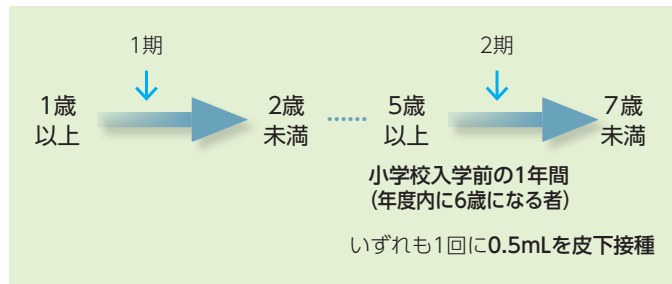 1期
2期
1歳
以上
2歳
未満
……
5歳
以上
7歳
未満
小学校入学前の1年間
(年度内に6歳になる者)
いずれも1回に0.5mLを皮下接種